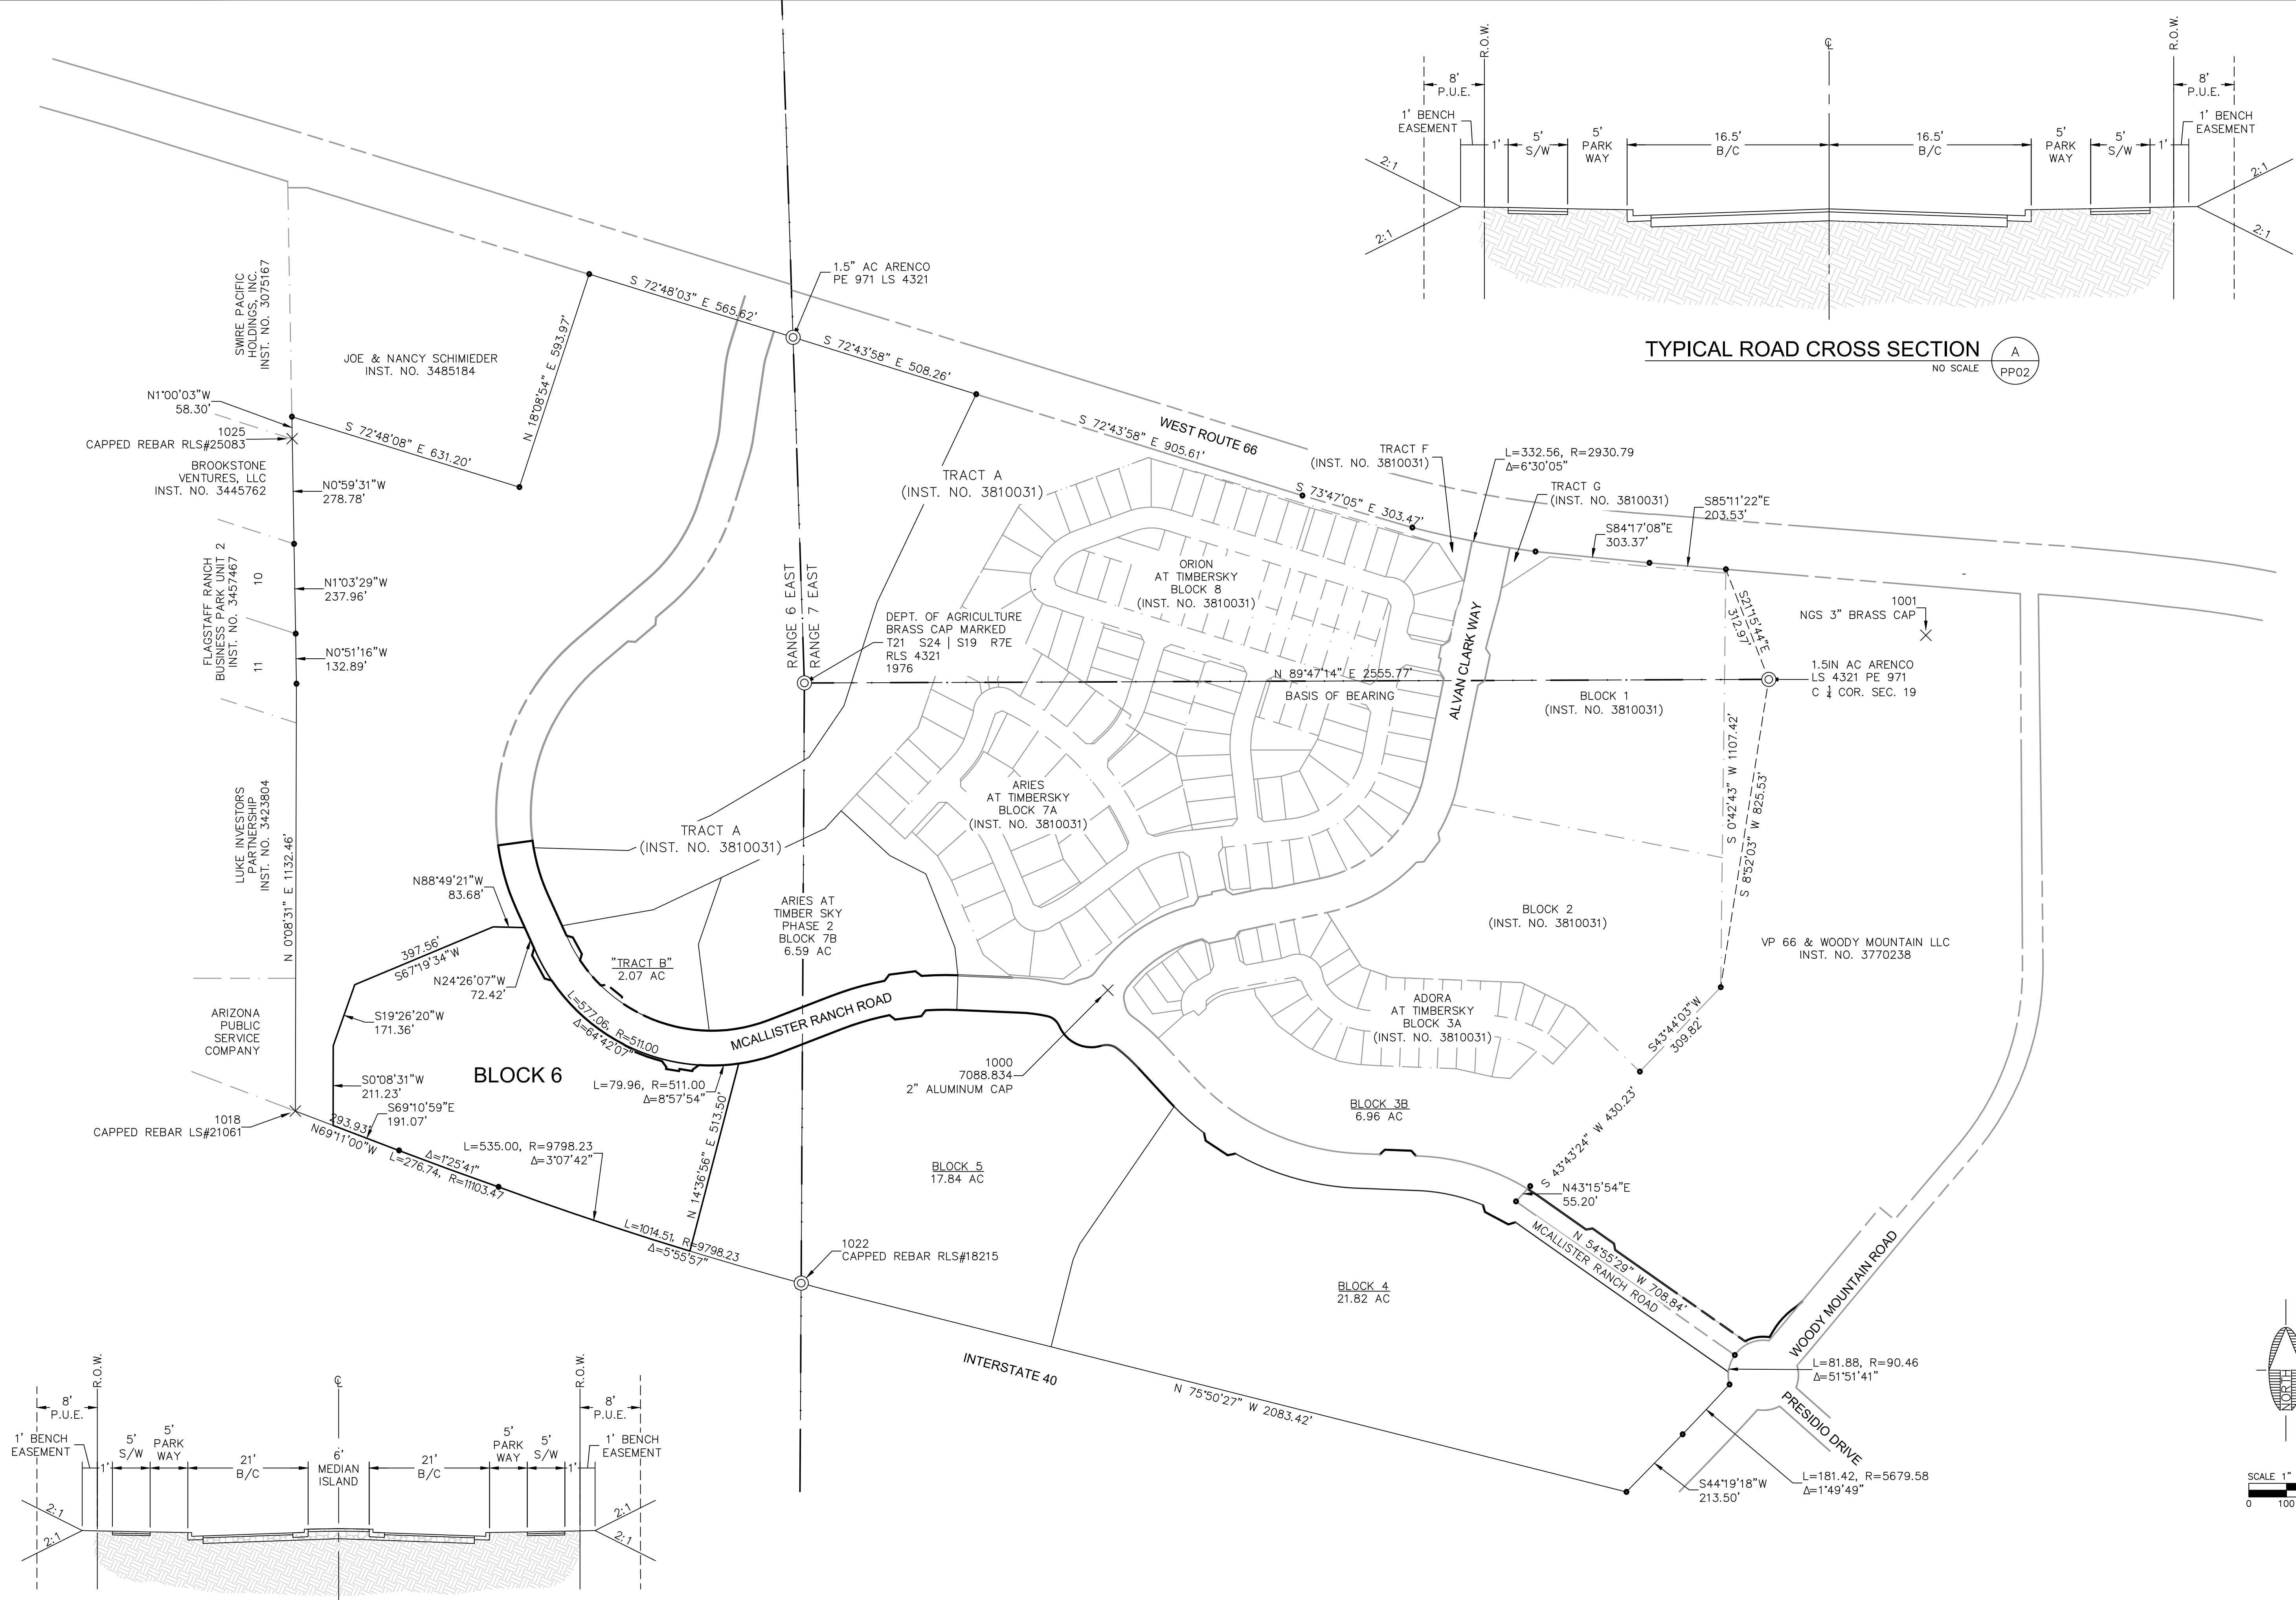 R.O.W.
℄
R.O.W.
8'
P.U.E.
8'
P.U.E.
1' BENCH
EASEMENT
1' BENCH
EASEMENT
1'
5'
S/W
5'
PARK
WAY
16.5'
B/C
16.5'
B/C
5'
PARK
WAY
5'
S/W
1'
2:1
2:1
2:1
2:1
TYPICAL ROAD CROSS SECTION
NO SCALE
A
PP02
1.5" AC ARENCO
PE 971 LS 4321
S 72°48'03" E 565.62'
S 72°43'58" E 508.26'
SWIRE PACIFIC
HOLDINGS, INC.
INST. NO. 3075167
JOE & NANCY SCHIMIEDER
INST. NO. 3485184
N 18°08'54" E 593.97'
N1°00'03"W
58.30'
1025
CAPPED REBAR RLS#25083
S 72°48'08" E 631.20'
BROOKSTONE
VENTURES, LLC
INST. NO. 3445762
N0°59'31"W
278.78'
FLAGSTAFF RANCH
BUSINESS PARK UNIT 2
INST. NO. 3457467
10
11
N1°03'29"W
237.96'
N0°51'16"W
132.89'
WEST ROUTE 66
S 72°43'58" E 905.61'
TRACT A
(INST. NO. 3810031)
TRACT F
(INST. NO. 3810031)
L=332.56, R=2930.79
Δ=6°30'05"
TRACT G
(INST. NO. 3810031)
S 73°47'05" E 303.47'
S85°11'22"E
203.53'
S84°17'08"E
303.37'
ORION
AT TIMBERSKY
BLOCK 8
(INST. NO. 3810031)
RANGE 6 EAST
RANGE 7 EAST
DEPT. OF AGRICULTURE
BRASS CAP MARKED
T21 S24 | S19 R7E
RLS 4321
1976
ALVAN CLARK WAY
S21°15'44"E
312.97'
1001
NGS 3" BRASS CAP
N 89°47'14" E 2555.77'
BASIS OF BEARING
BLOCK 1
(INST. NO. 3810031)
1.5IN AC ARENCO
LS 4321 PE 971
C ¼ COR. SEC. 19
S 0°42'43" W 1107.42'
S 8°52'03" W 825.53'
LUKE INVESTORS
PARTNERSHIP
INST. NO. 3423804
N 0°08'31" E 1132.46'
TRACT A
(INST. NO. 3810031)
ARIES
AT TIMBERSKY
BLOCK 7A
(INST. NO. 3810031)
N88°49'21"W
83.68'
397.56'
S67°19'34"W
N24°26'07"W
72.42'
"TRACT B"
2.07 AC
ARIES AT
TIMBER SKY
PHASE 2
BLOCK 7B
6.59 AC
BLOCK 2
(INST. NO. 3810031)
VP 66 & WOODY MOUNTAIN LLC
INST. NO. 3770238
ARIZONA
PUBLIC
SERVICE
COMPANY
S19°26'20"W
171.36'
L=577.06, R=511.00
Δ=64°42'07"
MCALLISTER RANCH ROAD
ADORA
AT TIMBERSKY
BLOCK 3A
(INST. NO. 3810031)
S43°44'03"W
309.82'
BLOCK 6
S0°08'31"W
211.23'
L=79.96, R=511.00
Δ=8°57'54"
1000
7088.834
2" ALUMINUM CAP
1018
CAPPED REBAR LS#21061
S69°10'59"E
191.07'
293.93'
N69°11'00"W
BLOCK 3B
6.96 AC
S 43°43'24" W 430.23'
L=535.00, R=9798.23
Δ=3°07'42"
Δ=1°25'41"
L=276.74, R=11103.47
N 14°36'56" E 513.50'
BLOCK 5
17.84 AC
N43°15'54"E
55.20'
L=1014.51, R=9798.23
Δ=5°55'57"
1022
CAPPED REBAR RLS#18215
N 54°55'29" W 708.84'
MCALLISTER RANCH ROAD
WOODY MOUNTAIN ROAD
BLOCK 4
21.82 AC
INTERSTATE 40
N 75°50'27" W 2083.42'
L=81.88, R=90.46
Δ=51°51'41"
PRESIDIO DRIVE
L=181.42, R=5679.58
Δ=1°49'49"
S44°19'18"W
213.50'
NORTH
SCALE 1"
0 100
R.O.W.
℄
R.O.W.
8'
P.U.E.
8'
P.U.E.
1' BENCH
EASEMENT
1' BENCH
EASEMENT
1'
5'
S/W
5'
PARK
WAY
21'
B/C
6'
MEDIAN
ISLAND
21'
B/C
5'
PARK
WAY
5'
S/W
1'
2:1
2:1
2:1
2:1